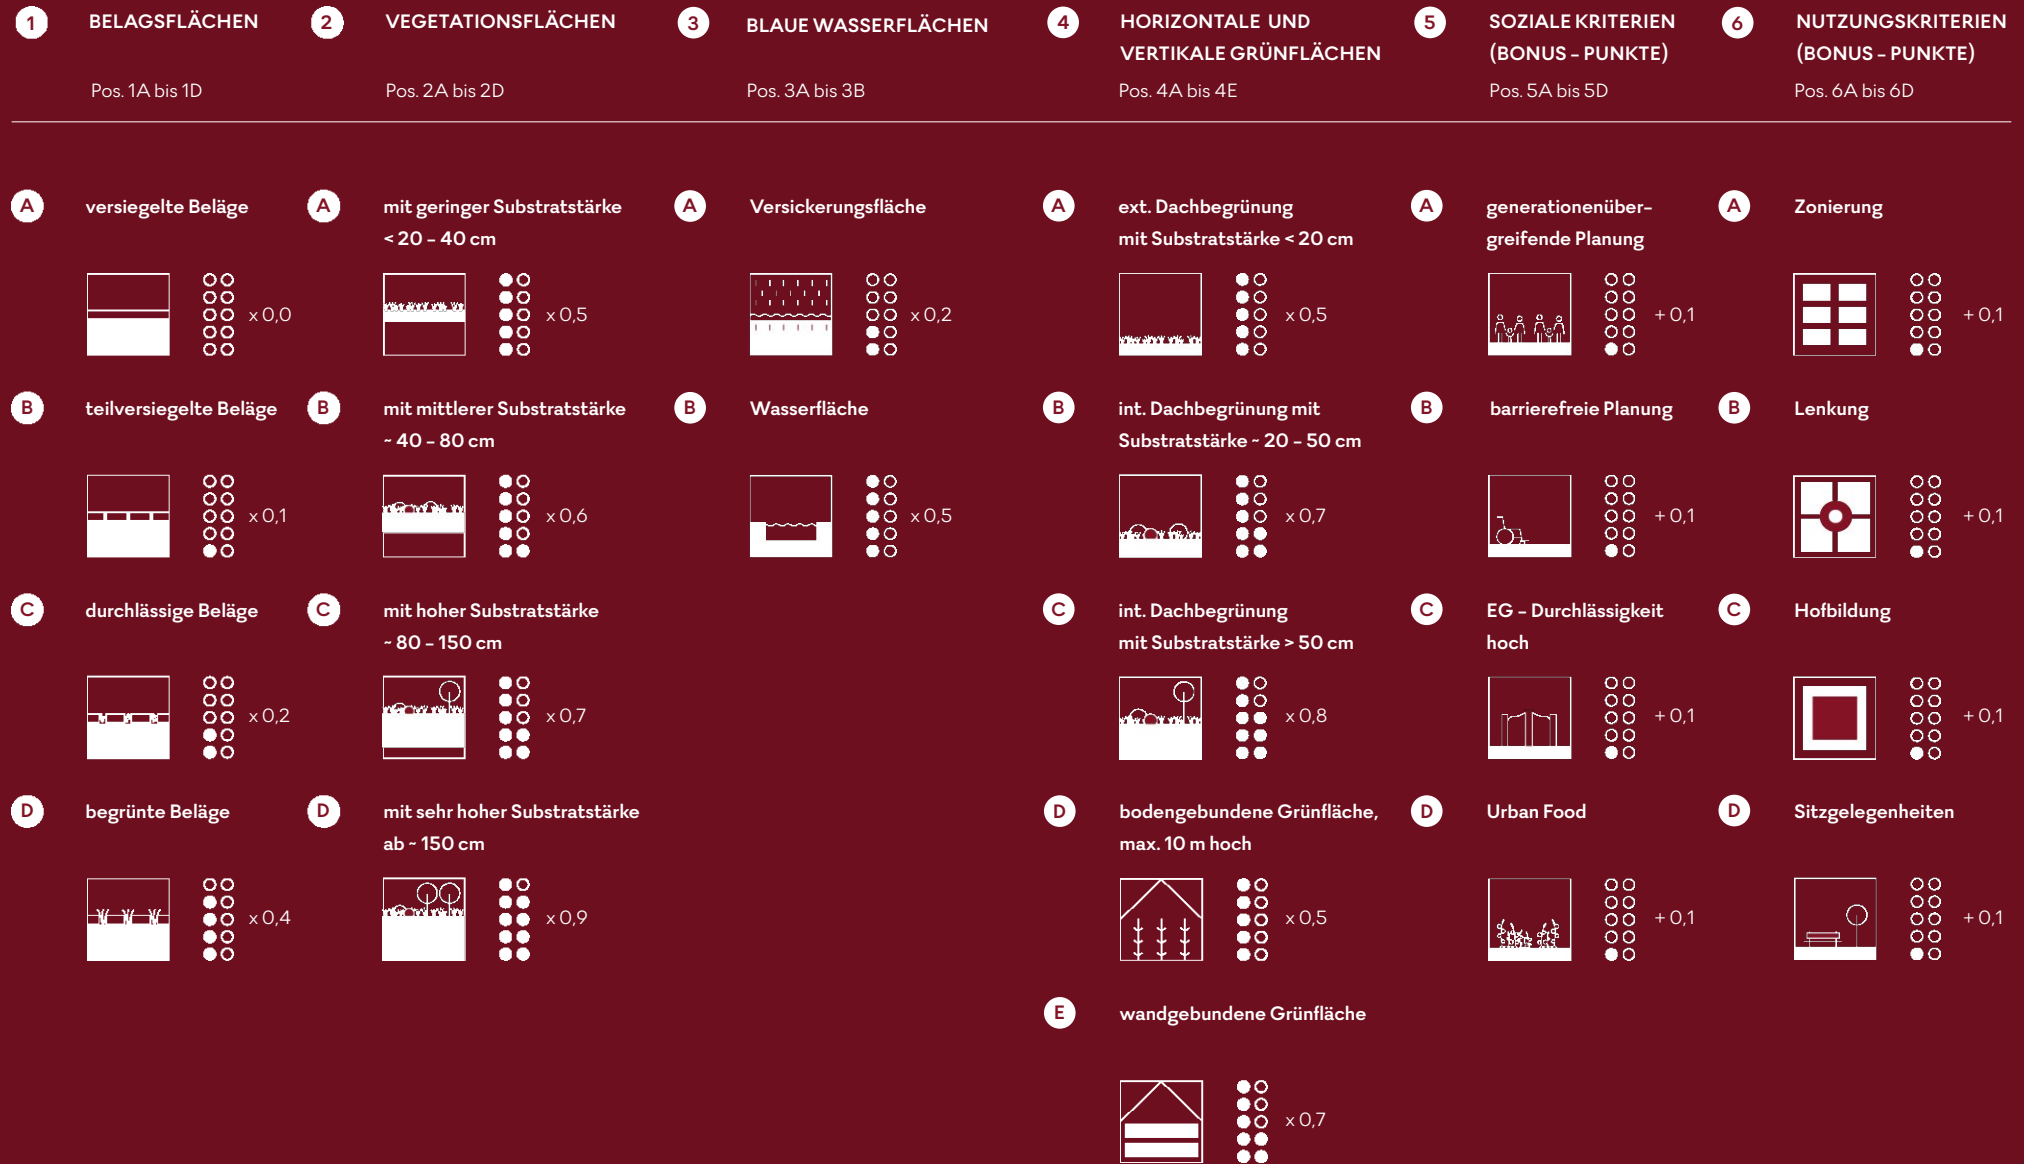 1 BELAGSFLÄCHEN
Pos. 1A bis 1D
A versiegelte Beläge
x 0,0
B teilversiegelte Beläge
x 0,1
C durchlässige Beläge
x 0,2
D begrünte Beläge
x 0,4
2 VEGETATIONSFLÄCHEN
Pos. 2A bis 2D
A mit geringer Substratstärke
< 20 – 40 cm
x 0,5
B mit mittlerer Substratstärke
~ 40 – 80 cm
x 0,6
C mit hoher Substratstärke
~ 80 – 150 cm
x 0,7
D mit sehr hoher Substratstärke
ab ~ 150 cm
x 0,9
3 BLAUE WASSERFLÄCHEN
Pos. 3A bis 3B
A Versickerungsfläche
x 0,2
B Wasserfläche
x 0,5
4 HORIZONTALE UND
VERTIKALE GRÜNFLÄCHEN
Pos. 4A bis 4E
A ext. Dachbegrünung
mit Substratstärke < 20 cm
x 0,5
B int. Dachbegrünung mit
Substratstärke ~ 20 – 50 cm
x 0,7
C int. Dachbegrünung
mit Substratstärke > 50 cm
x 0,8
D bodengebundene Grünfläche,
max. 10 m hoch
x 0,5
E wandgebundene Grünfläche
x 0,7
5 SOZIALE KRITERIEN
(BONUS – PUNKTE)
Pos. 5A bis 5D
A generationenüber-
greifende Planung
+ 0,1
B barrierefreie Planung
+ 0,1
C EG – Durchlässigkeit
hoch
+ 0,1
D Urban Food
+ 0,1
6 NUTZUNGSKRITERIEN
(BONUS – PUNKTE)
Pos. 6A bis 6D
A Zonierung
+ 0,1
B Lenkung
+ 0,1
C Hofbildung
+ 0,1
D Sitzgelegenheiten
+ 0,1